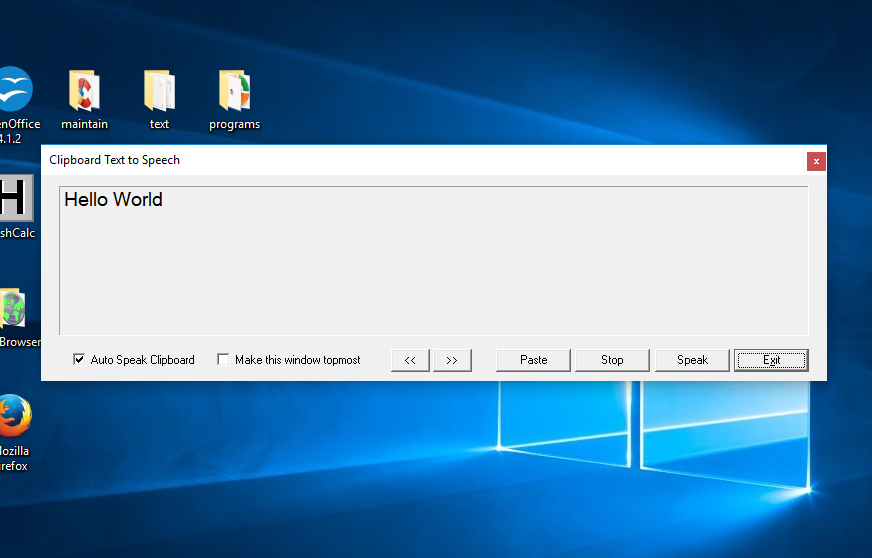 enOffice
4.1.2
maintain
text
programs
Clipboard Text to Speech
x
Hello World
H
shCalc
Browser
Auto Speak Clipboard
Make this window topmost
<<
>>
Paste
Stop
Speak
Exit
lozilla
irefox